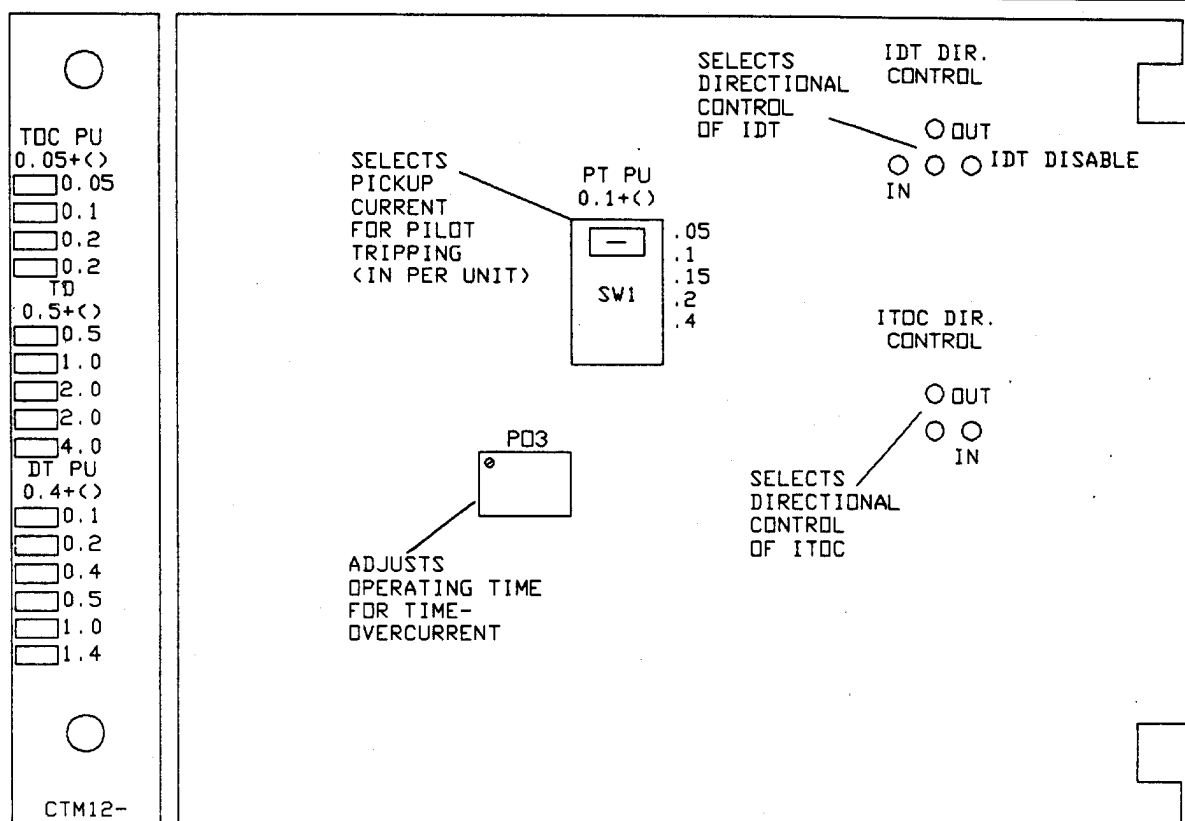 TOC PU
0.05+()
0.05
0.1
0.2
0.2
TD
0.5+()
0.5
1.0
2.0
2.0
4.0
DT PU
0.4+()
0.1
0.2
0.4
0.5
1.0
1.4
CTM12-
SELECTS
PICKUP
CURRENT
FOR PILOT
TRIPPING
(IN PER UNIT)
PT PU
0.1+()
.05
.1
.15
.2
.4
SW1
SELECTS
DIRECTIONAL
CONTROL
OF IDT
IDT DIR.
CONTROL
OUT
IDT DISABLE
IN
ITOC DIR.
CONTROL
OUT
IN
SELECTS
DIRECTIONAL
CONTROL
OF ITOC
PO3
ADJUSTS
OPERATING TIME
FOR TIME-
OVERCURRENT